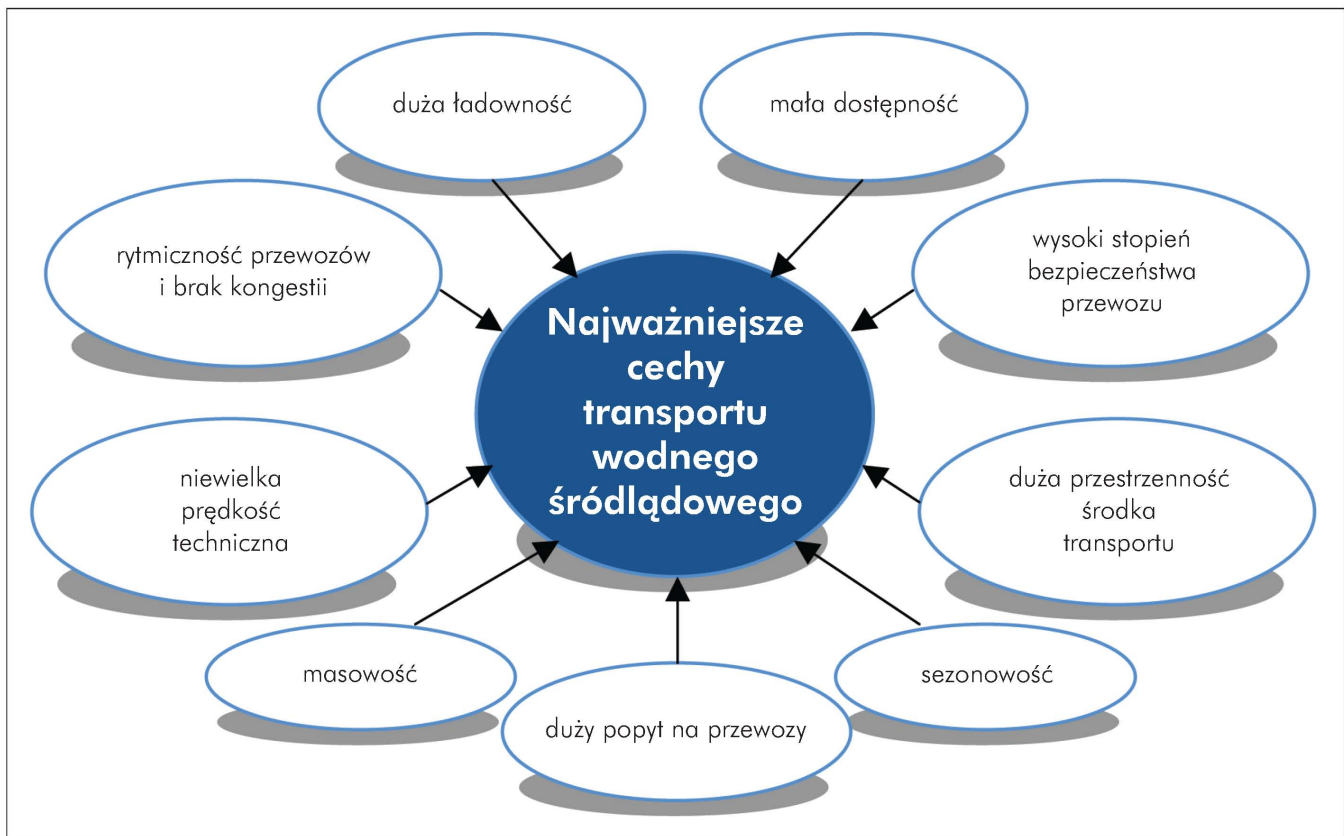 duża ładowność
mała dostępność
rytmiczność przewozów
i brak kongestii
wysoki stopień
bezpieczeństwa
przewozu
Najważniejsze
cechy
transportu
wodnego
śródlądowego
niewielka
prędkość
techniczna
duża przestrzenność
środka
transportu
masowość
duży popyt na przewozy
sezonowość